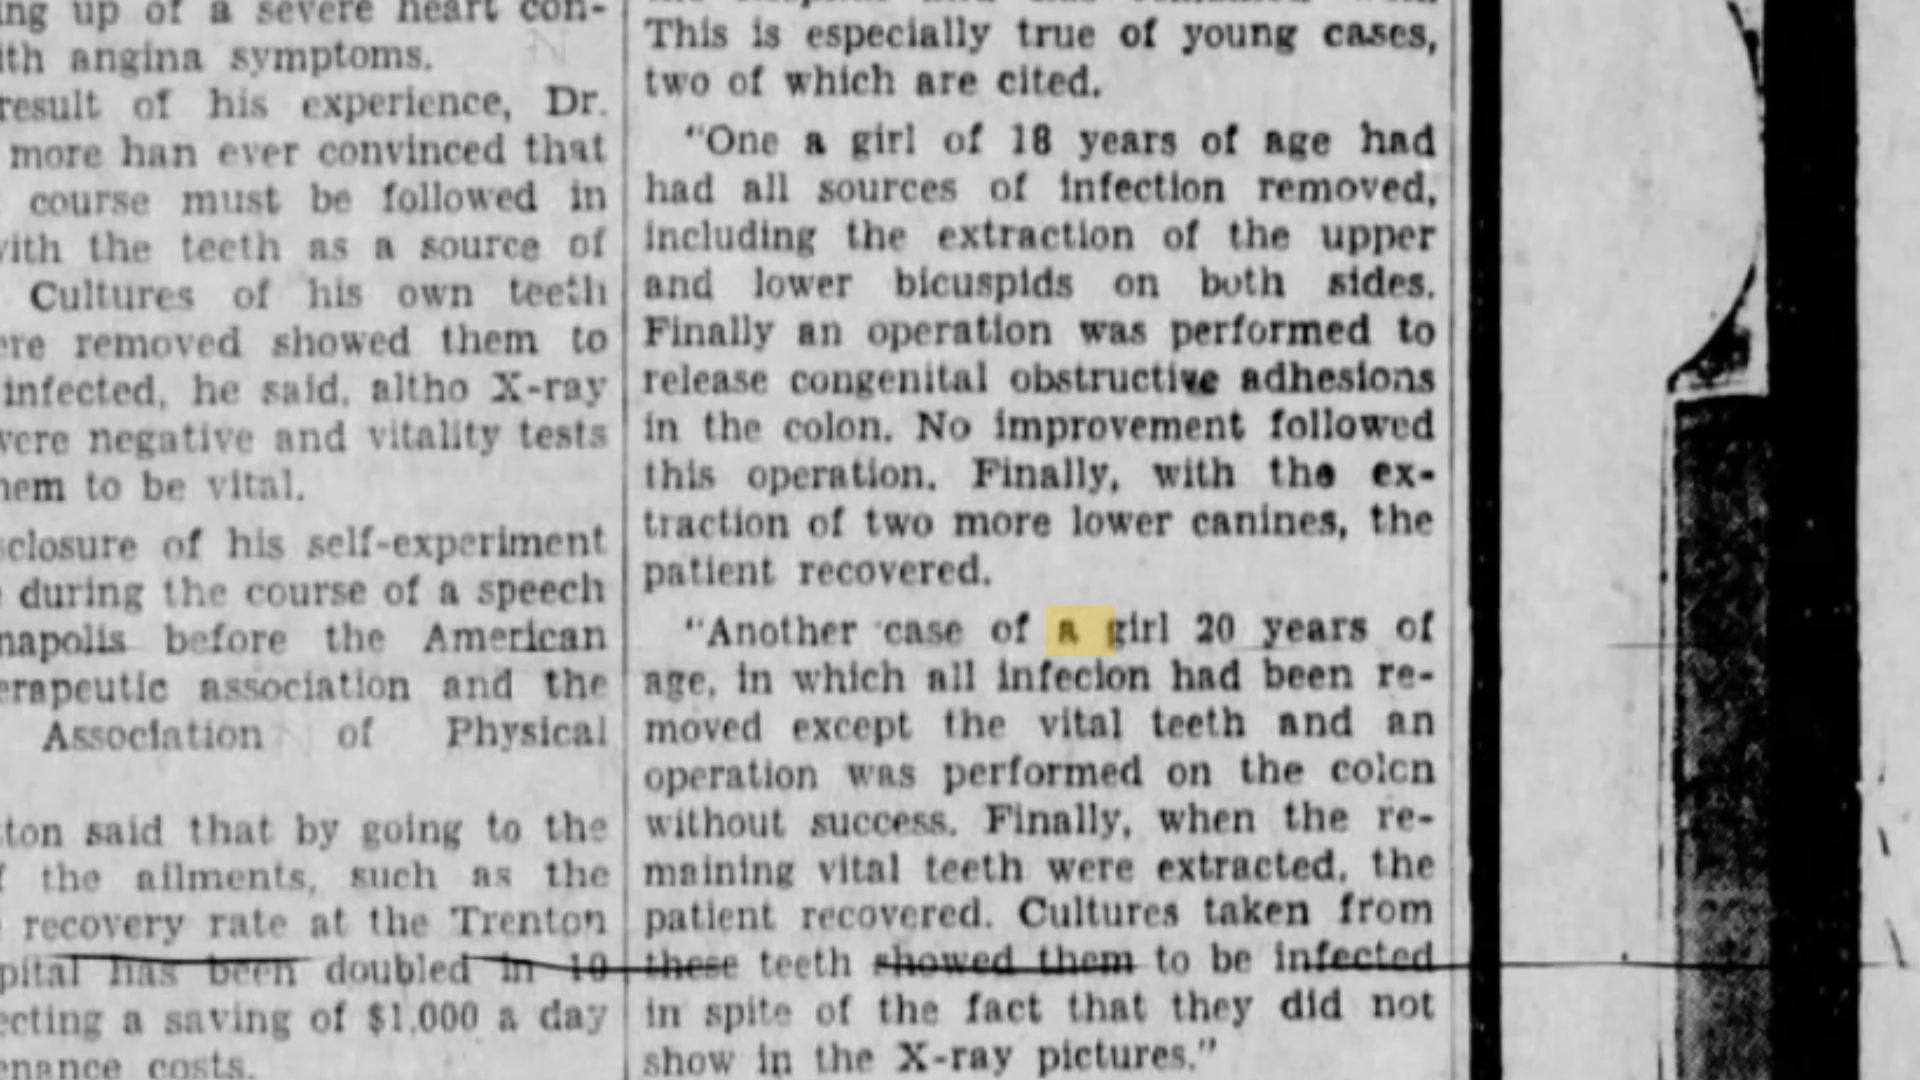 ng up of a severe heart con-
ith angina symptoms.
result of his experience, Dr.
more han ever convinced that
course must be followed in
with the teeth as a source of
Cultures of his own teeth
ere removed showed them to
infected, he said, altho X-ray
were negative and vitality tests
hem to be vital.
sclosure of his self-experiment
during the course of a speech
napolis before the American
erapeutic association and the
Association of Physical
ton said that by going to the
f the ailments, such as the
recovery rate at the Trenton
pital has been doubled in 10
ecting a saving of $1,000 a day
enance costs.
This is especially true of young cases,
two of which are cited.
"One a girl of 18 years of age had
had all sources of infection removed,
including the extraction of the upper
and lower bicuspids on both sides.
Finally an operation was performed to
release congenital obstructive adhesions
in the colon. No improvement followed
this operation. Finally, with the ex-
traction of two more lower canines, the
patient recovered.
"Another case of a girl 20 years of
age, in which all infecion had been re-
moved except the vital teeth and an
operation was performed on the colon
without success. Finally, when the re-
maining vital teeth were extracted, the
patient recovered. Cultures taken from
these teeth showed them to be infected
in spite of the fact that they did not
show in the X-ray pictures."